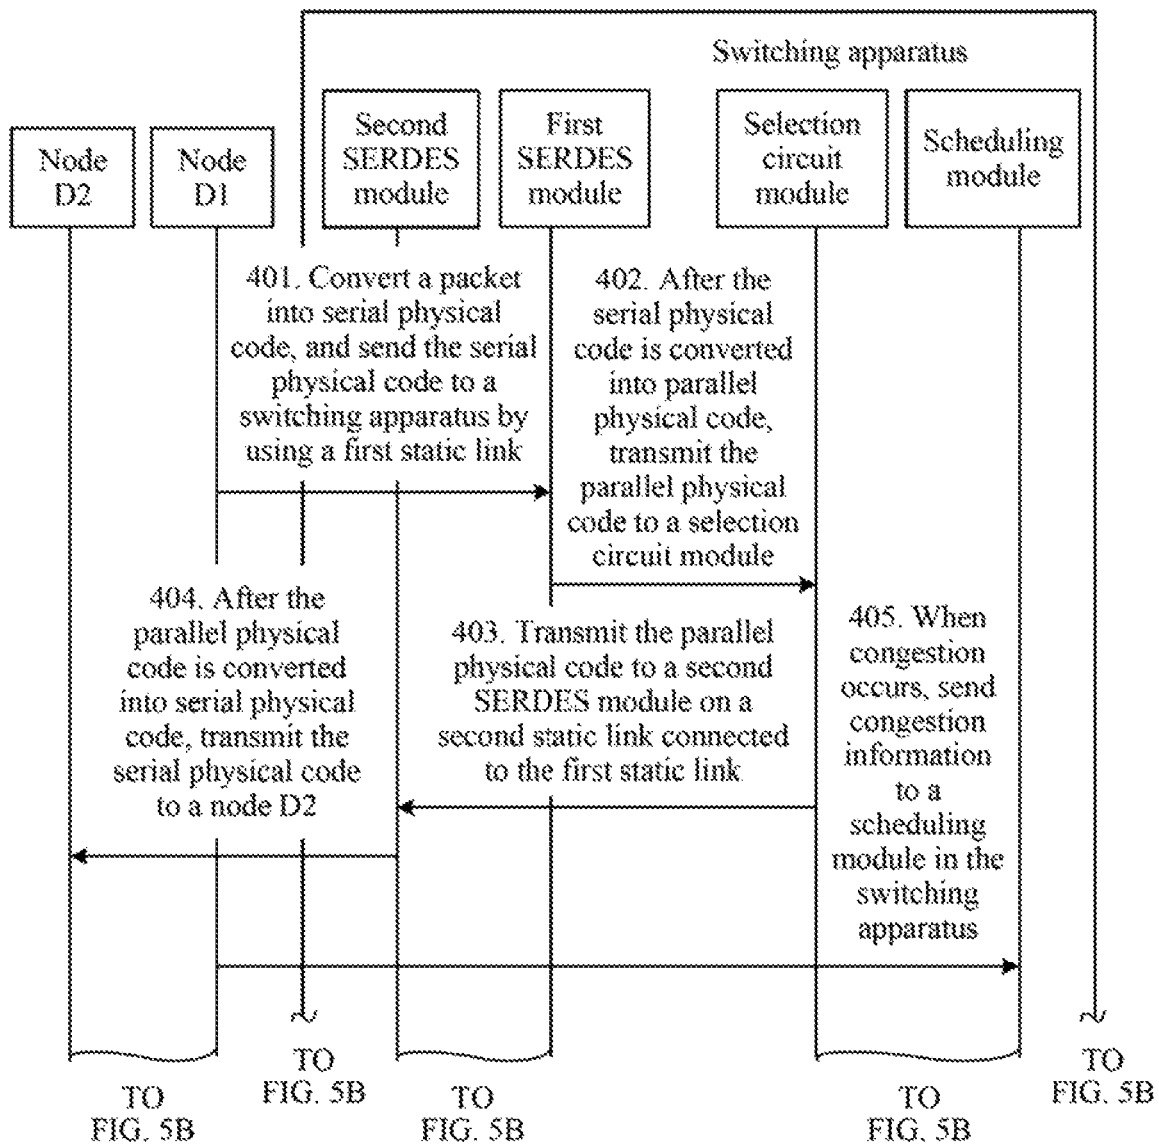 Switching apparatus
Node
D2
Node
D1
Second
SERDES
module
First
SERDES
module
Selection
circuit
module
Scheduling
module
401. Convert a packet
into serial physical
code, and send the serial
physical code to a
switching apparatus by
using a first static link
402. After the
serial physical
code is converted
into parallel
physical code,
transmit the
parallel physical
code to a selection
circuit module
403. Transmit the parallel
physical code to a second
SERDES module on a
second static link connected
to the first static link
404. After the
parallel physical
code is converted
into serial physical
code, transmit the
serial physical code
to a node D2
405. When
congestion
occurs, send
congestion
information
to a
scheduling
module in the
switching
apparatus
TO
FIG. 5B
TO
FIG. 5B
TO
FIG. 5B
TO
FIG. 5B
TO
FIG. 5B